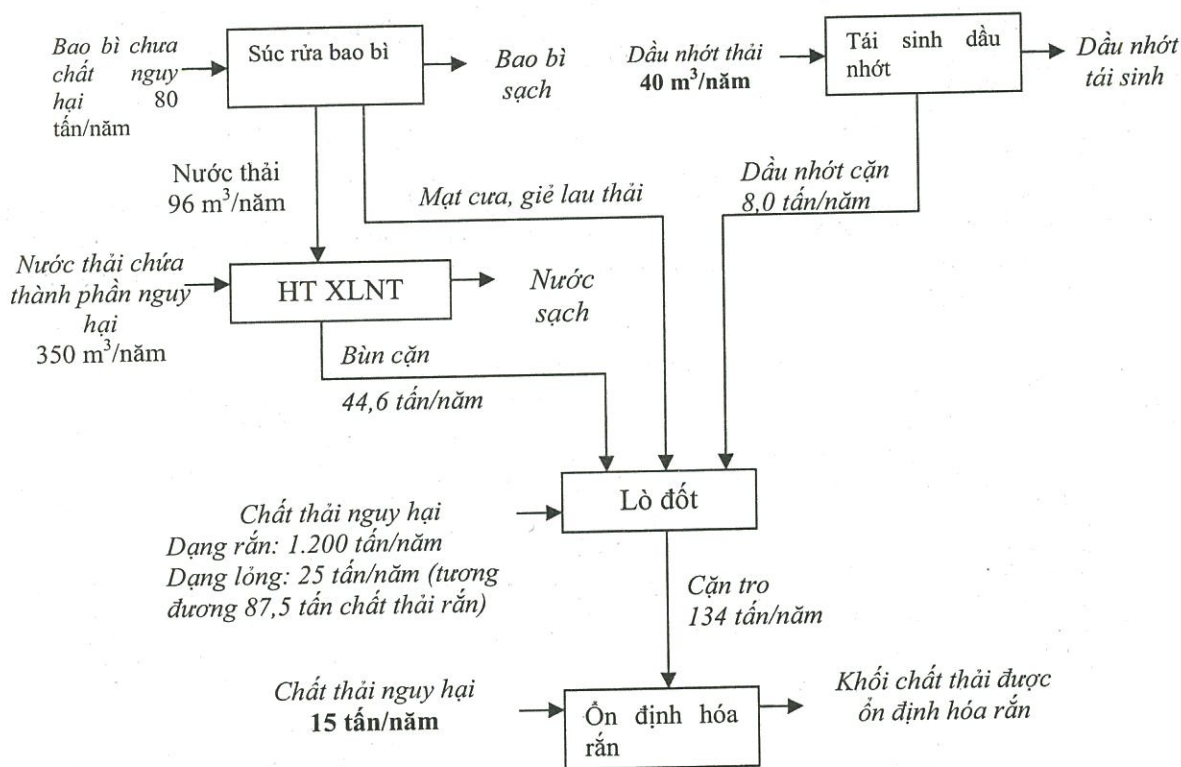 Bao bì chưa
chất nguy
hại 80
tấn/năm
Súc rửa bao bì
Bao bì
sạch
Dầu nhớt thải
40 m³/năm
Tái sinh dầu
nhớt
Dầu nhớt
tái sinh
Nước thải
96 m³/năm
Mạt cưa, giẻ lau thải
Dầu nhớt cặn
8,0 tấn/năm
Nước thải chứa
thành phần nguy
hại
350 m³/năm
HT XLNT
Nước
sạch
Bùn cặn
44,6 tấn/năm
Chất thải nguy hại
Dạng rắn: 1.200 tấn/năm
Dạng lỏng: 25 tấn/năm (tương
đương 87,5 tấn chất thải rắn)
Lò đốt
Cặn tro
134 tấn/năm
Chất thải nguy hại
15 tấn/năm
Ổn định hóa
rắn
Khối chất thải được
ổn định hóa rắn